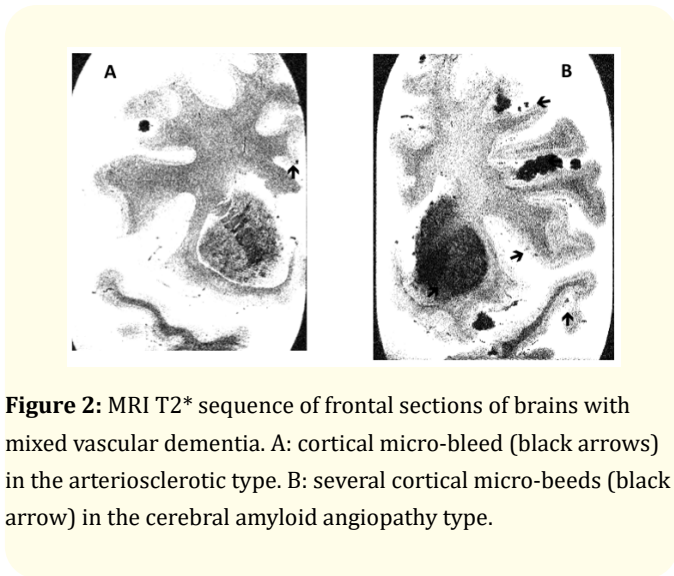 A
B
Figure 2: MRI T2* sequence of frontal sections of brains with
mixed vascular dementia. A: cortical micro-bleed (black arrows)
in the arteriosclerotic type. B: several cortical micro-beeds (black
arrow) in the cerebral amyloid angiopathy type.